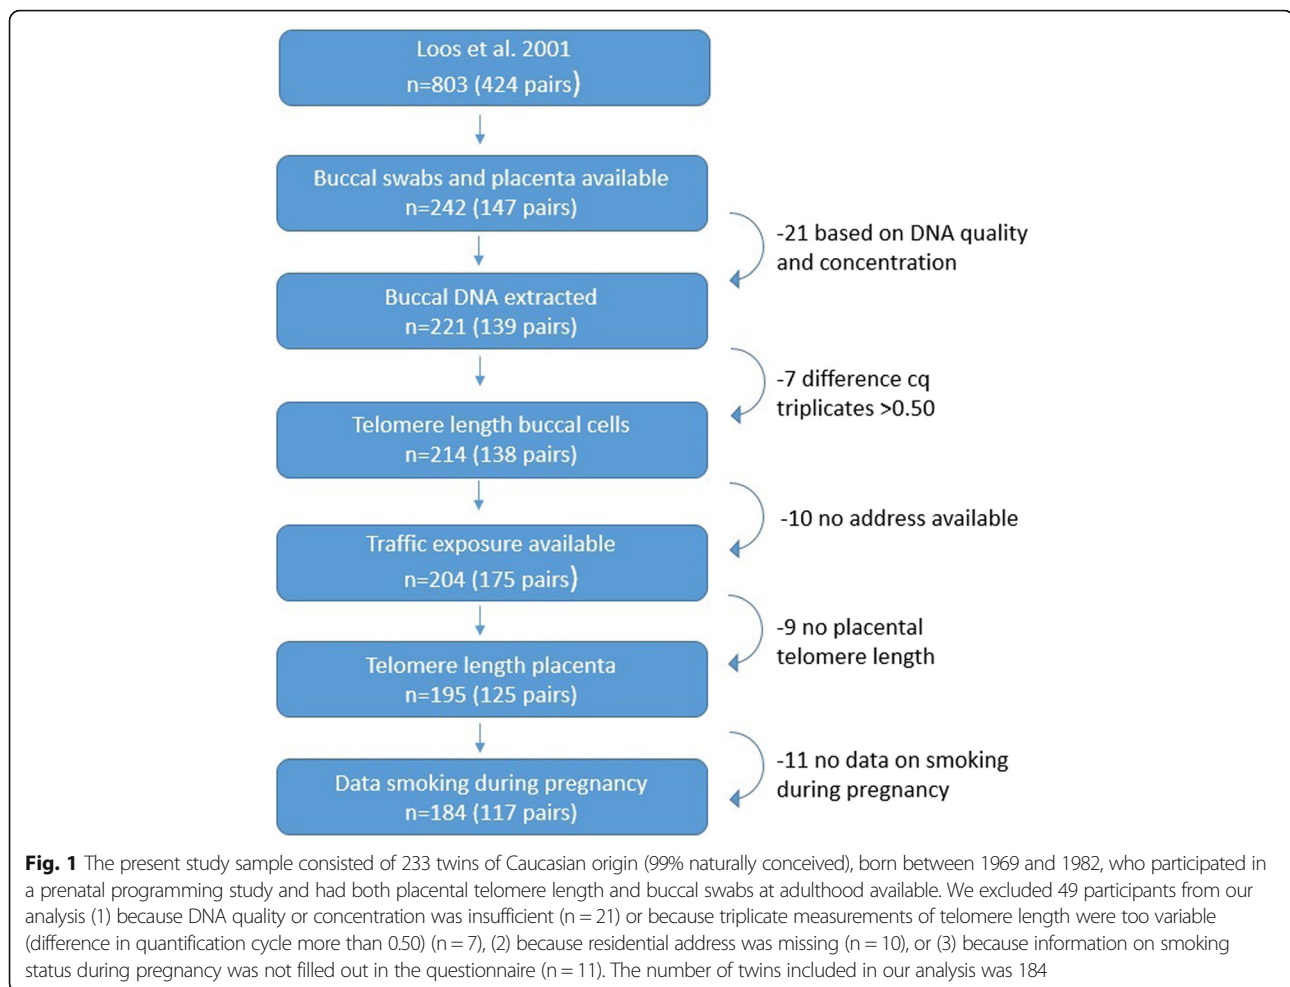 Loos et al. 2001
n=803 (424 pairs)
Buccal swabs and placenta available
n=242 (147 pairs)
-21 based on DNA quality
and concentration
Buccal DNA extracted
n=221 (139 pairs)
-7 difference cq
triplicates >0.50
Telomere length buccal cells
n=214 (138 pairs)
-10 no address available
Traffic exposure available
n=204 (175 pairs)
-9 no placental
telomere length
Telomere length placenta
n=195 (125 pairs)
-11 no data on smoking
during pregnancy
Data smoking during pregnancy
n=184 (117 pairs)
Fig. 1 The present study sample consisted of 233 twins of Caucasian origin (99% naturally conceived), born between 1969 and 1982, who participated in
a prenatal programming study and had both placental telomere length and buccal swabs at adulthood available. We excluded 49 participants from our
analysis (1) because DNA quality or concentration was insufficient (n = 21) or because triplicate measurements of telomere length were too variable
(difference in quantification cycle more than 0.50) (n = 7), (2) because residential address was missing (n = 10), or (3) because information on smoking
status during pregnancy was not filled out in the questionnaire (n = 11). The number of twins included in our analysis was 184